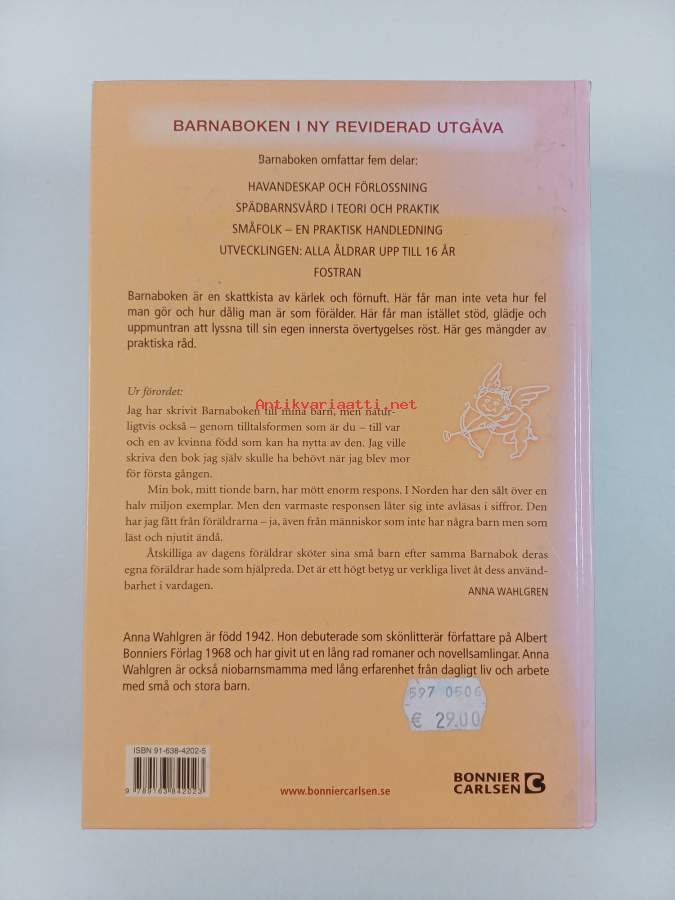 BARNABOKEN I NY REVIDERAD UTGÅVA
Barnaboken omfattar fem delar:
HAVANDESKAP OCH FÖRLOSSNING
SPÄDBARNSVÅRD I TEORI OCH PRAKTIK
SMÅFOLK – EN PRAKTISK HANDLEDNING
UTVECKLINGEN: ALLA ÅLDRAR UPP TILL 16 ÅR
FOSTRAN
Barnaboken är en skattkista av kärlek och förnuft. Här får man inte veta hur fel
man gör och hur dålig man är som förälder. Här får man istället stöd, glädje och
uppmuntran att lyssna till sin egen innersta övertygelses röst. Här ges mängder av
praktiska råd.
Ur förordet:
Antikvariaatti.net
Jag har skrivit Barnaboken till mina barn, men natur-
ligtvis också – genom tilltalsformen som är du – till var
och en av kvinna född som kan ha nytta av den. Jag ville
skriva den bok jag själv skulle ha behövt när jag blev mor
för första gången.
Min bok, mitt tionde barn, har mött enorm respons. I Norden har den sålt över en
halv miljon exemplar. Men den varmaste responsen låter sig inte avläsas i siffror. Den
har jag fått från föräldrarna – ja, även från människor som inte har några barn men som
läst och njutit ändå.
Åtskilliga av dagens föräldrar sköter sina små barn efter samma Barnabok deras
egna föräldrar hade som hjälpreda. Det är ett högt betyg ur verkliga livet åt dess använd-
barhet i vardagen.
ANNA WAHLGREN
Anna Wahlgren är född 1942. Hon debuterade som skönlitterär författare på Albert
Bonniers Förlag 1968 och har givit ut en lång rad romaner och novellsamlingar. Anna
Wahlgren är också niobarnsmamma med lång erfarenhet från dagligt liv och arbete
med små och stora barn.
597 0506
€ 29.00
ISBN 91-638-4202-5
9 789163 842023
www.bonniercarlsen.se
BONNIER
CARLSEN